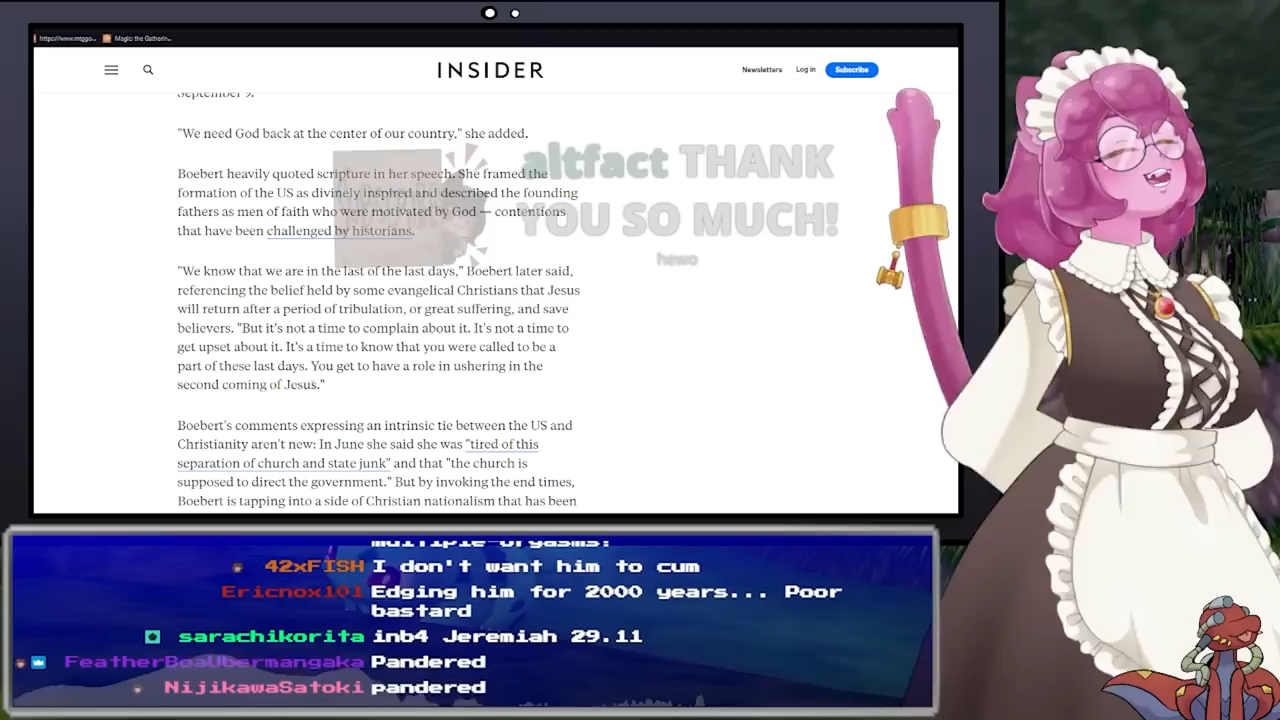 https://www.mtggo...
Magic: the Gatherin...
INSIDER
Newsletters
Log in
Subscribe
September 9.
"We need God back at the center of our country," she added.
Boebert heavily quoted scripture in her speech. She framed the
formation of the US as divinely inspired and described the founding
fathers as men of faith who were motivated by God — contentions
that have been challenged by historians.
"We know that we are in the last of the last days," Boebert later said,
referencing the belief held by some evangelical Christians that Jesus
will return after a period of tribulation, or great suffering, and save
believers. "But it's not a time to complain about it. It's not a time to
get upset about it. It's a time to know that you were called to be a
part of these last days. You get to have a role in ushering in the
second coming of Jesus."
Boebert's comments expressing an intrinsic tie between the US and
Christianity aren't new: In June she said she was "tired of this
separation of church and state junk" and that "the church is
supposed to direct the government." But by invoking the end times,
Boebert is tapping into a side of Christian nationalism that has been
altfact THANK
YOU SO MUCH!
hewo
multiple-orgasms!
42xFISH I don't want him to cum
Ericnox101 Edging him for 2000 years... Poor
bastard
sarachikorita inb4 Jeremiah 29.11
FeatherBoaUbermangaka Pandered
NijikawaSatoki pandered